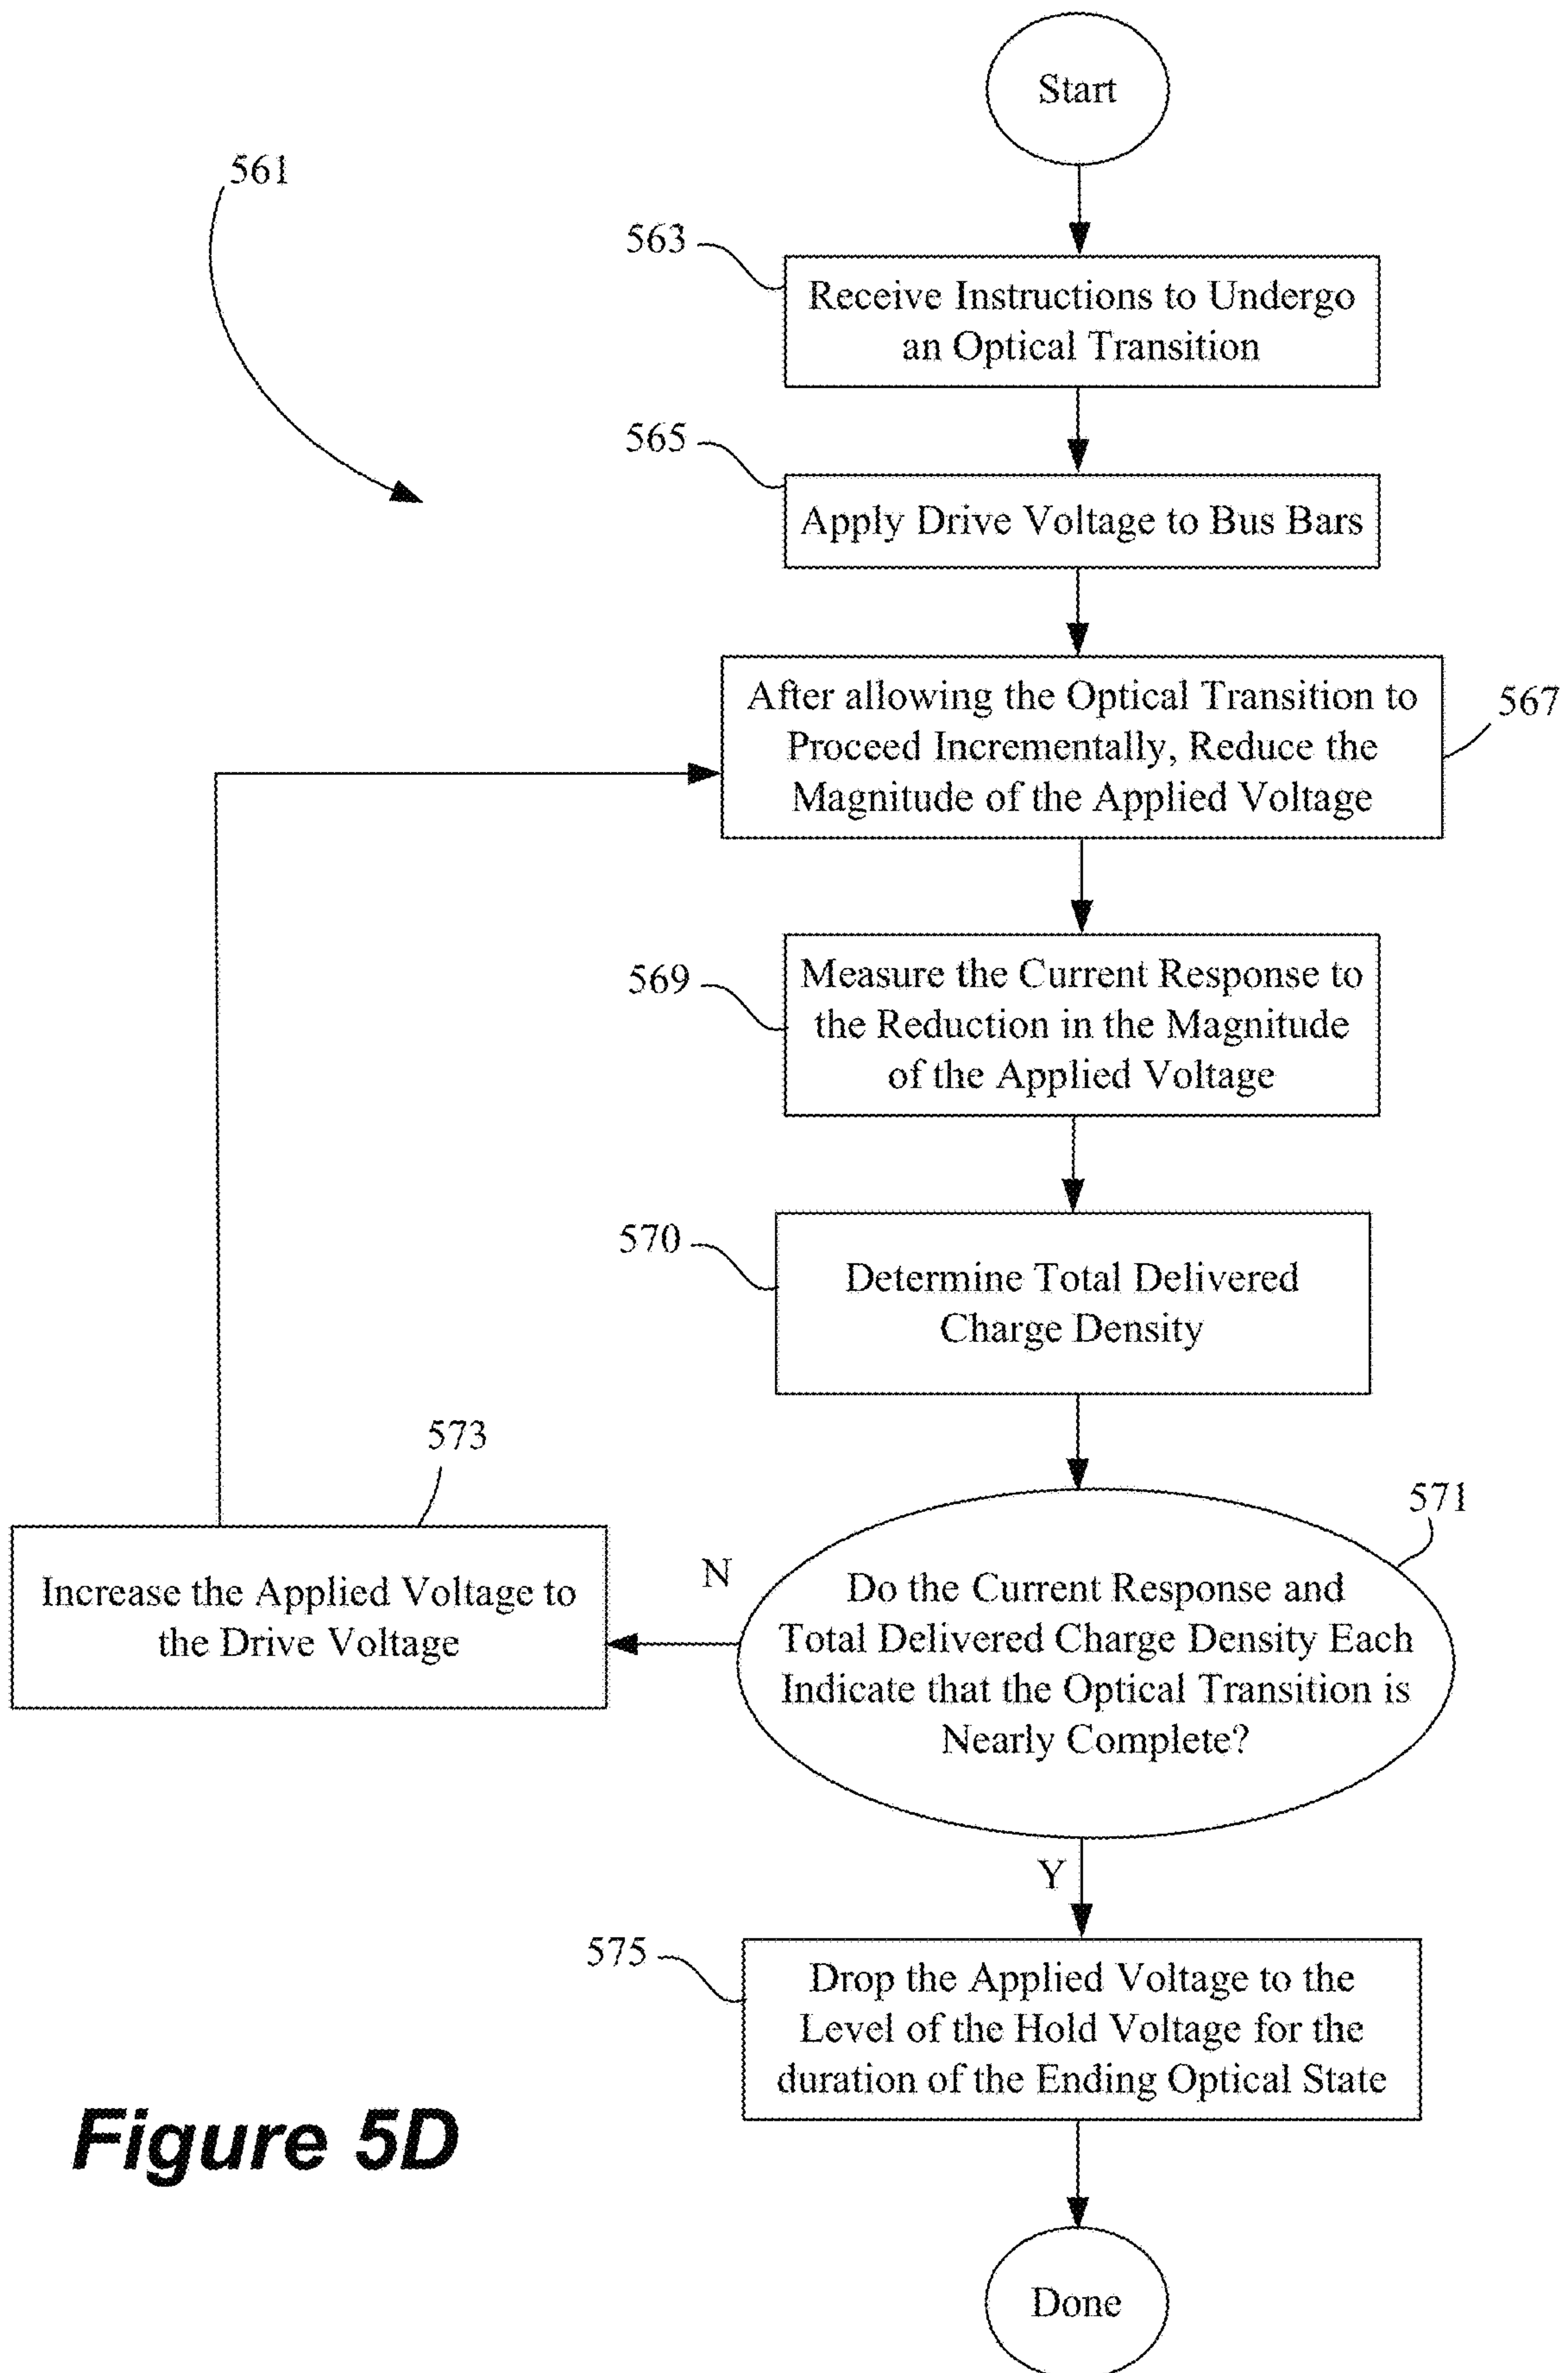 Start
561
563
Receive Instructions to Undergo
an Optical Transition
565
Apply Drive Voltage to Bus Bars
After allowing the Optical Transition to
Proceed Incrementally, Reduce the
Magnitude of the Applied Voltage
567
569
Measure the Current Response to
the Reduction in the Magnitude
of the Applied Voltage
570
Determine Total Delivered
Charge Density
573
Increase the Applied Voltage to
the Drive Voltage
N
571
Do the Current Response and
Total Delivered Charge Density Each
Indicate that the Optical Transition is
Nearly Complete?
Y
575
Drop the Applied Voltage to the
Level of the Hold Voltage for the
duration of the Ending Optical State
Figure 5D
Done